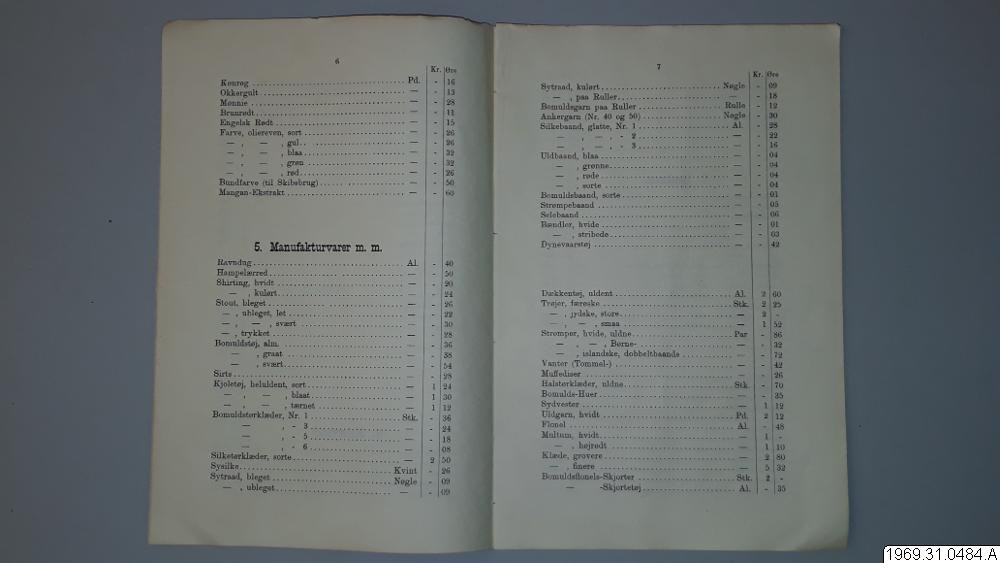 6
Kr. Øre
Kønrøg Pd. - 16
Okkergult — - 13
Mønnie — - 28
Brunrødt — - 11
Engelsk Rødt — - 15
Farve, oliereven, sort — - 26
— , — , gul — - 26
— , — , blaa — - 32
— , — , grøn — - 32
— , — , rød — - 26
Bundfarve (til Skibsbrug) — - 50
Mangan-Ekstrakt — - 60
5. Manufakturvarer m. m.
Ravndug Al. - 40
Hampelærred — - 50
Shirting, hvidt — - 20
— , kulørt — - 24
Stout, bleget — - 26
— , ubleget, let — - 22
— , — , svært — - 30
— , trykket — - 28
Bomuldstøj, alm. — - 36
— , graat — - 38
— , svært — - 54
Sirts — - 28
Kjoletøj, heluldent, sort — 1 24
— , — , blaat — 1 30
— , — , tærnet — 1 12
Bomuldstørklæder, Nr. 1 Stk. - 36
— , - 3 — - 24
— , - 5 — - 18
— , - 6 — - 08
Silketørklæder, sorte — 2 50
Sysilke Kvint - 26
Sytraad, bleget Nøgle - 09
— , ubleget — - 09
7
Kr. Øre
Sytraad, kulørt Nøgle - 09
— , paa Ruller — - 18
Bomuldsgarn paa Ruller Rulle - 12
Ankergarn (Nr. 40 og 50) Nøgle - 30
Silkebaand, glatte, Nr. 1 Al. - 28
— , — , - 2 — - 22
— , — , - 3 — - 16
Uldbaand, blaa — - 04
— , grønne — - 04
— , røde — - 04
— , sorte — - 04
Bomuldsbaand, sorte — - 01
Strømpebaand — - 05
Selebaand — - 06
Bændler, hvide — - 01
— , stribede — - 03
Dynevaarstøj — - 42
Dækkentøj, uldent Al. 2 60
Trøjer, færøske Stk. 2 25
— , jydske, store — 2 -
— , — , smaa — 1 52
Strømper, hvide, uldne Par - 86
— , — , Børne- — - 32
— , islandske, dobbeltbaande — - 72
Vanter (Tommel-) — - 42
Muffediser — - 26
Halstørklæder, uldne Stk. - 70
Bomulds-Huer — - 35
Sydvester — 1 12
Uldgarn, hvidt Pd. 2 12
Flonel Al. - 48
Multum, hvidt — 1 -
— , højrødt — 1 10
Klæde, grovere — 2 80
— , finere — 5 32
Bomuldsflonels-Skjorter Stk. 2 -
— -Skjortetøj Al. - 35
1969.31.0484.A